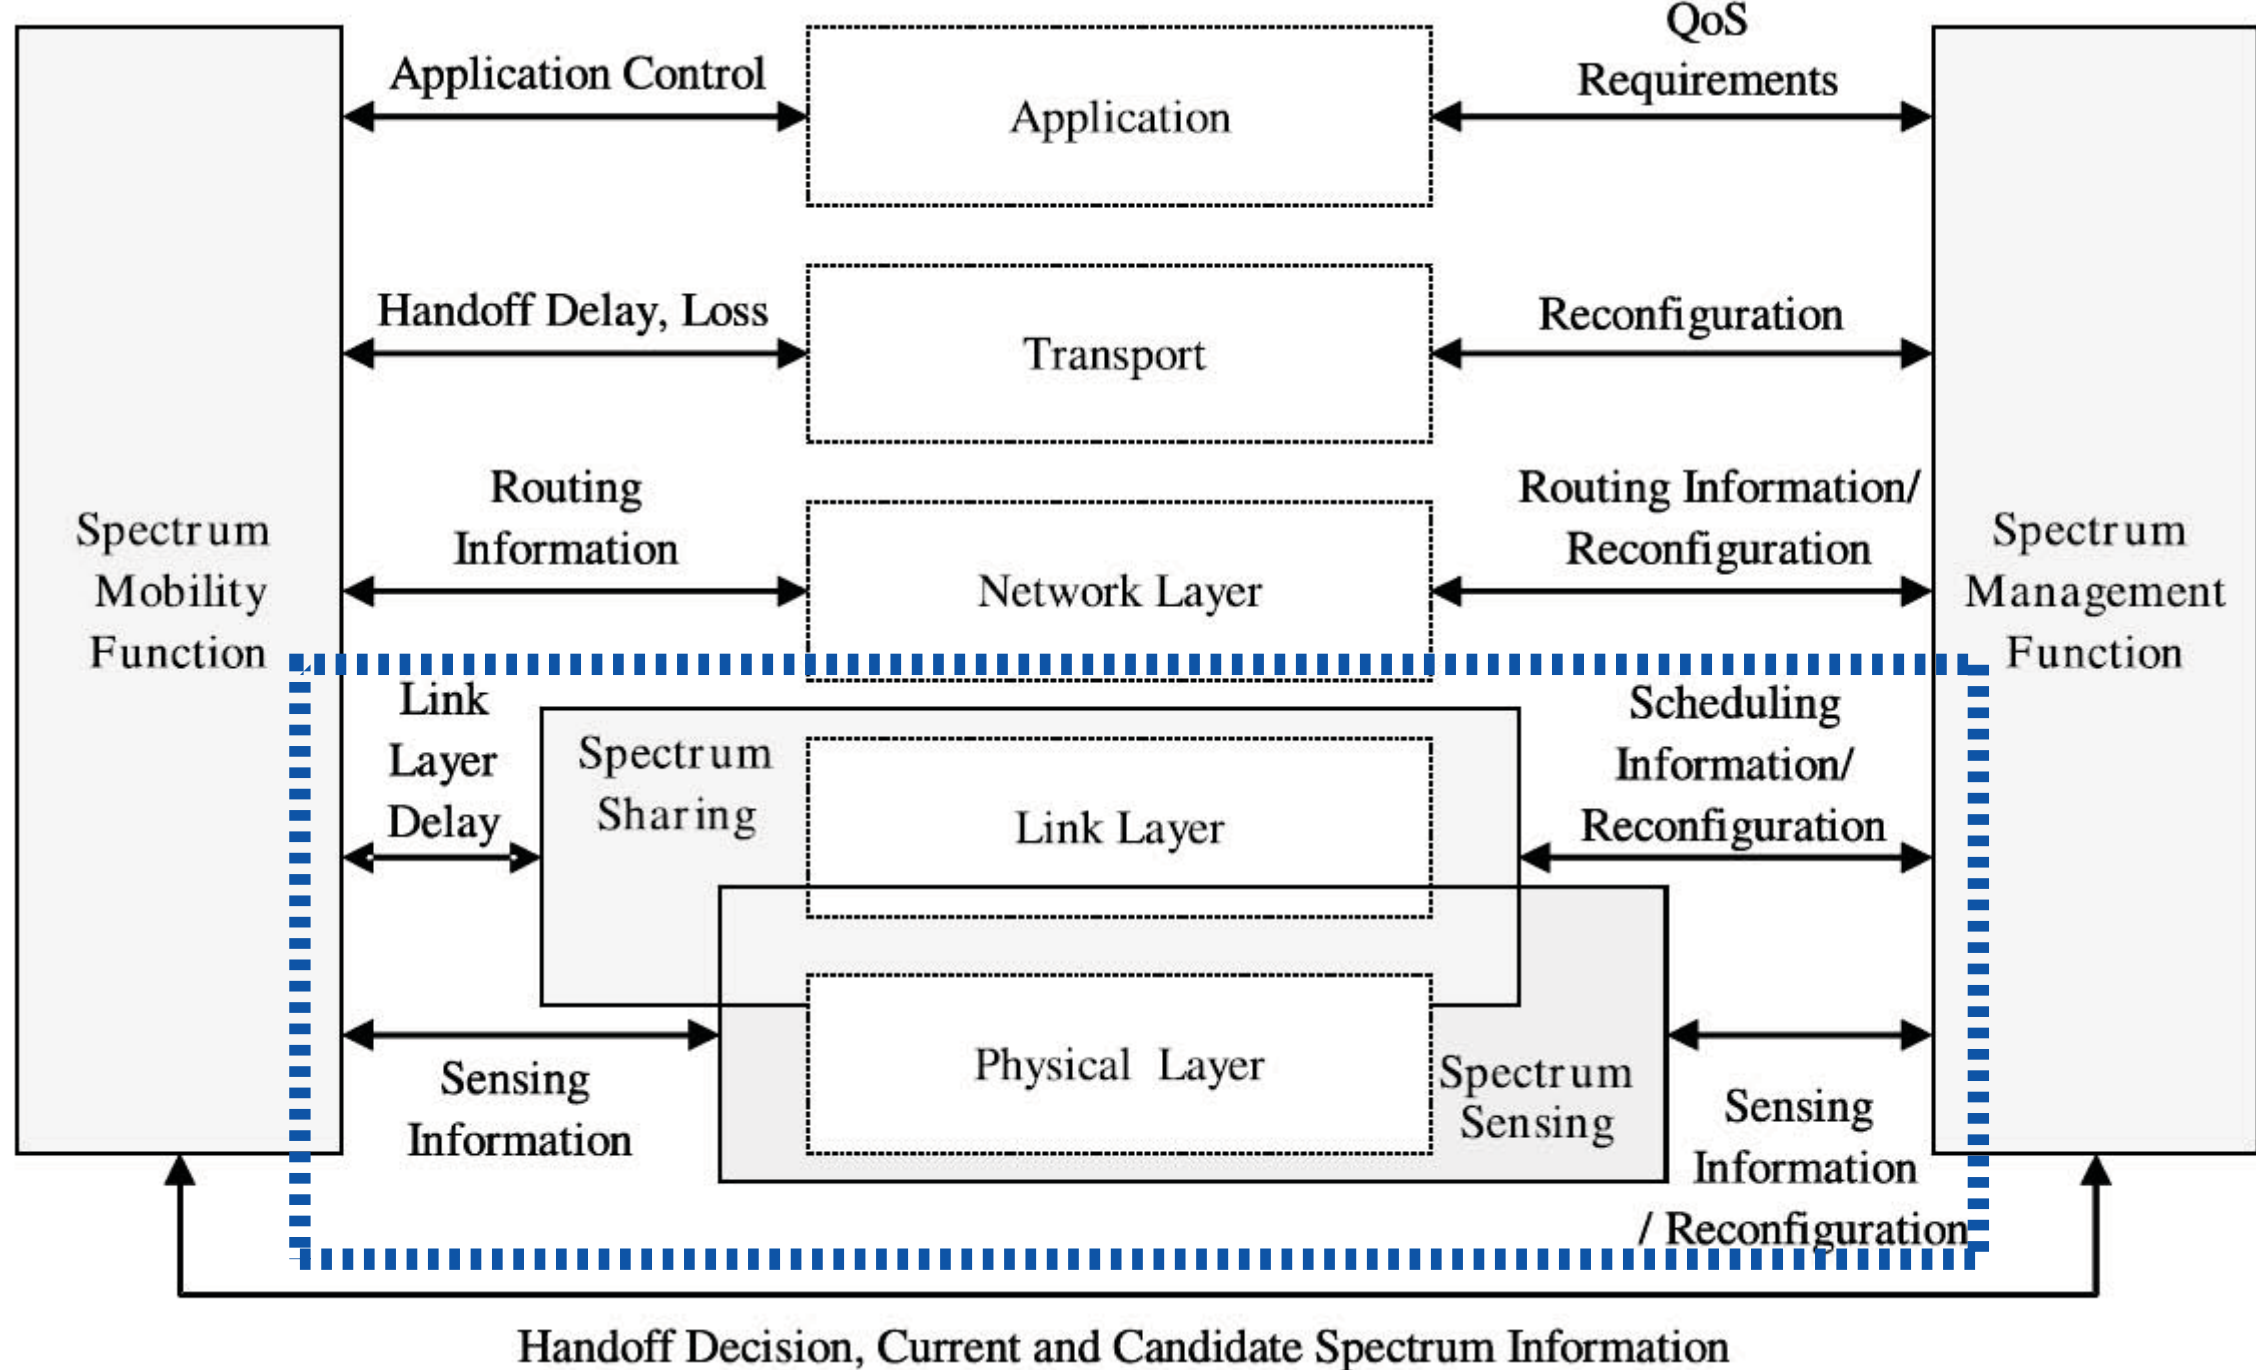 QoS
Application Control
Requirements
Application
Handoff Delay, Loss
Reconfiguration
Transport
Routing
Information
Routing Information/
Reconfiguration
Network Layer
Spectrum
Mobility
Function
Spectrum
Management
Function
Link
Layer
Delay
Spectrum
Sharing
Link Layer
Scheduling
Information/
Reconfiguration
Sensing
Information
Physical Layer
Spectrum
Sensing
Sensing
Information
/ Reconfiguration
Handoff Decision, Current and Candidate Spectrum Information